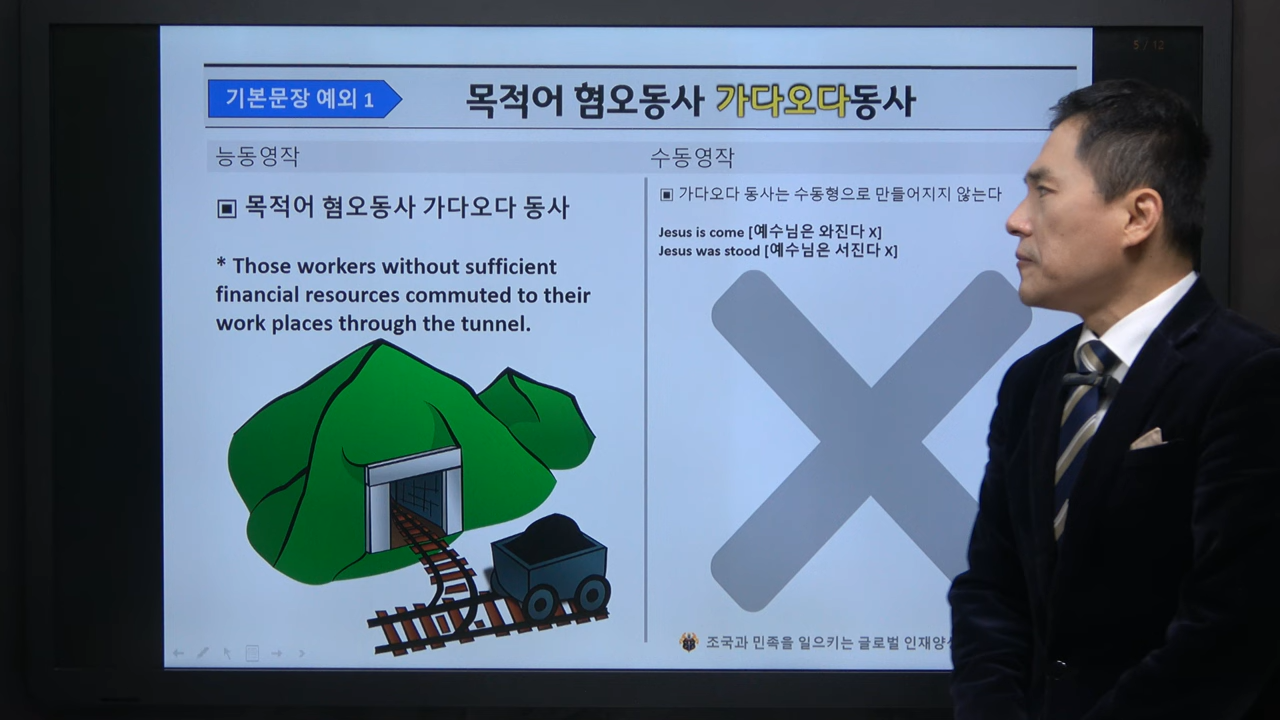 5 / 12
기본문장 예외 1
목적어 혐오동사 가다오다동사
능동영작
수동영작
▣ 목적어 혐오동사 가다오다 동사
* Those workers without sufficient
financial resources commuted to their
work places through the tunnel.
▣ 가다오다 동사는 수동형으로 만들어지지 않는다
Jesus is come [예수님은 와진다 X]
Jesus was stood [예수님은 서진다 X]
조국과 민족을 일으키는 글로벌 인재양